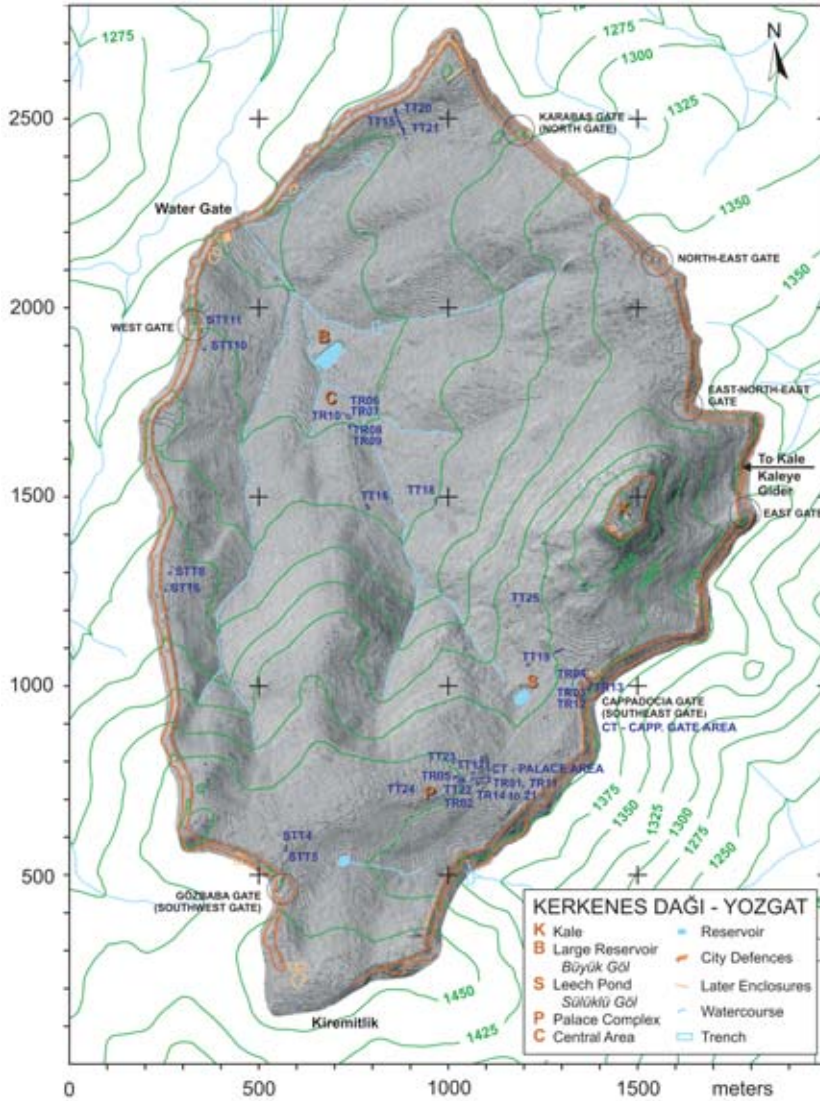 1275
1275
N
1300
TT20
2500
TT15
TT21
KARABAŞ GATE
(NORTH GATE)
1325
1350
Water Gate
NORTH-EAST GATE
1350
2000
WEST GATE
STT11
STT10
B
C
TR06
TR10
TR07
TR08
TR09
EAST-NORTH-EAST
GATE
To Kale
Kaleye
Gider
1500
TT16
TT18
K
EAST GATE
STT8
STT6
TT25
TT19
1000
S
TR13
TR03
TR12
CAPPADOCIA GATE
(SOUTHEAST GATE)
CT - CAPP. GATE AREA
TT23
CT - PALACE AREA
TR05
TR01, TR11
TT24
P
TT22
TR14 to 21
TR02
1375
1350
1325
1300
1275
1250
STT4
STT5
500
GÖZBABA GATE
(SOUTHWEST GATE)
1450
1425
Kiremitlik
KERKENES DAĞI - YOZGAT
K Kale
B Large Reservoir
Büyük Göl
S Leech Pond
Sülüklü Göl
P Palace Complex
C Central Area
Reservoir
City Defences
Later Enclosures
Watercourse
Trench
0
500
1000
1500
meters